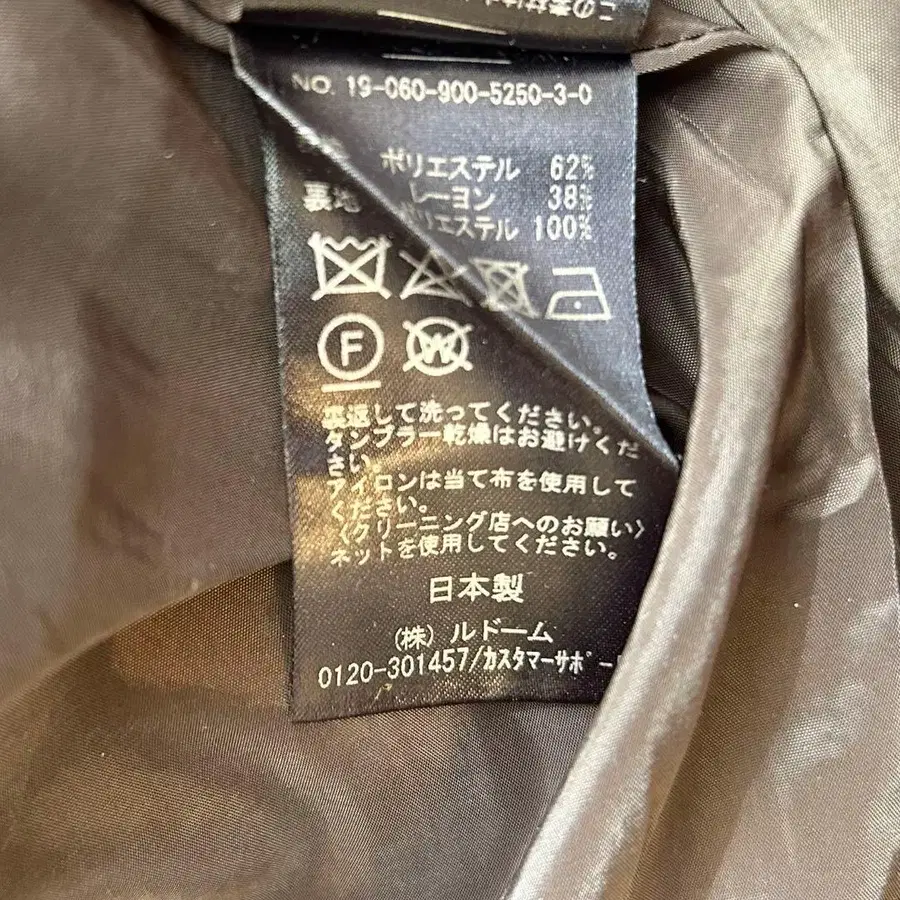 この素材は
NO. 19-060-900-5250-3-0
ポリエステル 62%
レーヨン 38%
裏地 ポリエステル 100%
F
W
裏返して洗ってください。
タンブラー乾燥はお避けくだ
さい。
アイロンは当て布を使用して
ください。
〈クリーニング店へのお願い〉
ネットを使用してください。
日本製
(株) ルドーム
0120-301457/カスタマーサポー